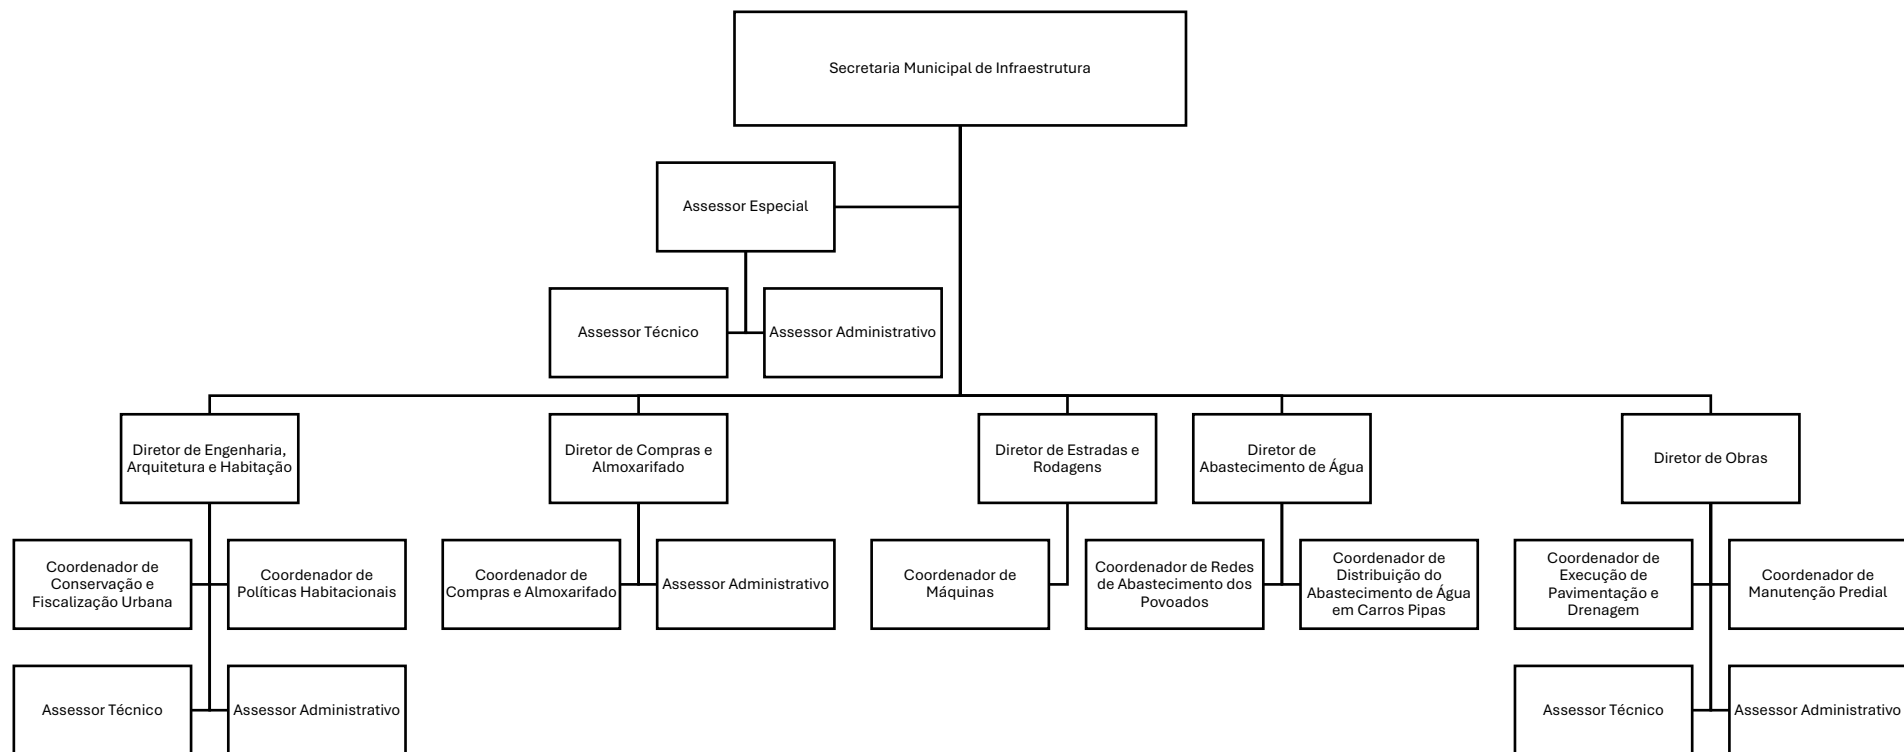 Secretaria Municipal de Infraestrutura
Assessor Especial
Assessor Técnico
Assessor Administrativo
Diretor de Engenharia,
Arquitetura e Habitação
Diretor de Compras e
Almoxarifado
Diretor de Estradas e
Rodagens
Diretor de
Abastecimento de Água
Diretor de Obras
Coordenador de
Conservação e
Fiscalização Urbana
Coordenador de
Políticas Habitacionais
Coordenador de
Compras e Almoxarifado
Assessor Administrativo
Coordenador de
Máquinas
Coordenador de Redes
de Abastecimento dos
Povoados
Coordenador de
Distribuição do
Abastecimento de Água
em Carros Pipas
Coordenador de
Execução de
Pavimentação e
Drenagem
Coordenador de
Manutenção Predial
Assessor Técnico
Assessor Administrativo
Assessor Técnico
Assessor Administrativo